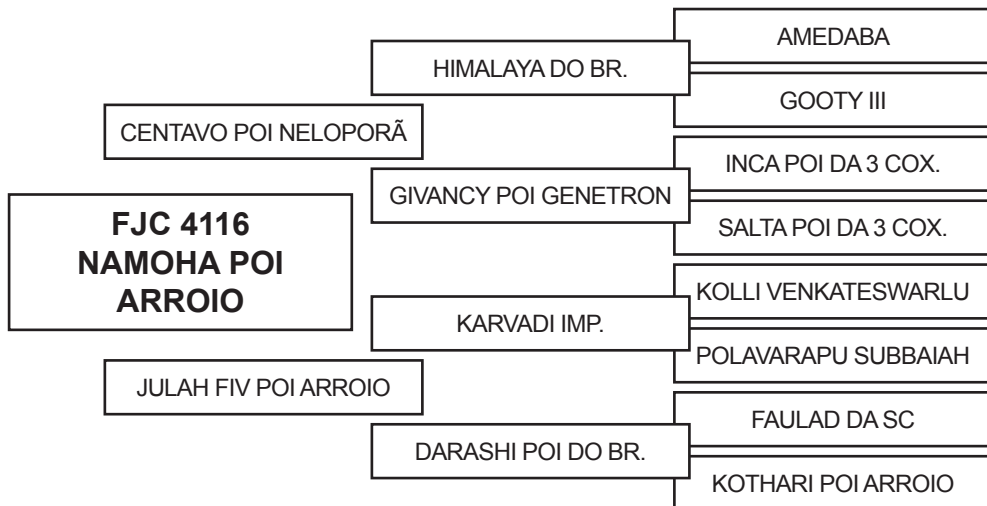 AMEDABA
HIMALAYA DO BR.
GOOTY III
CENTAVO POI NELOPORÃ
INCA POI DA 3 COX.
GIVANCY POI GENETRON
SALTA POI DA 3 COX.
FJC 4116
NAMOHA POI
ARROIO
KOLLI VENKATESWARLU
KARVADI IMP.
POLAVARAPU SUBBAIAH
JULAH FIV POI ARROIO
FAULAD DA SC
DARASHI POI DO BR.
KOTHARI POI ARROIO